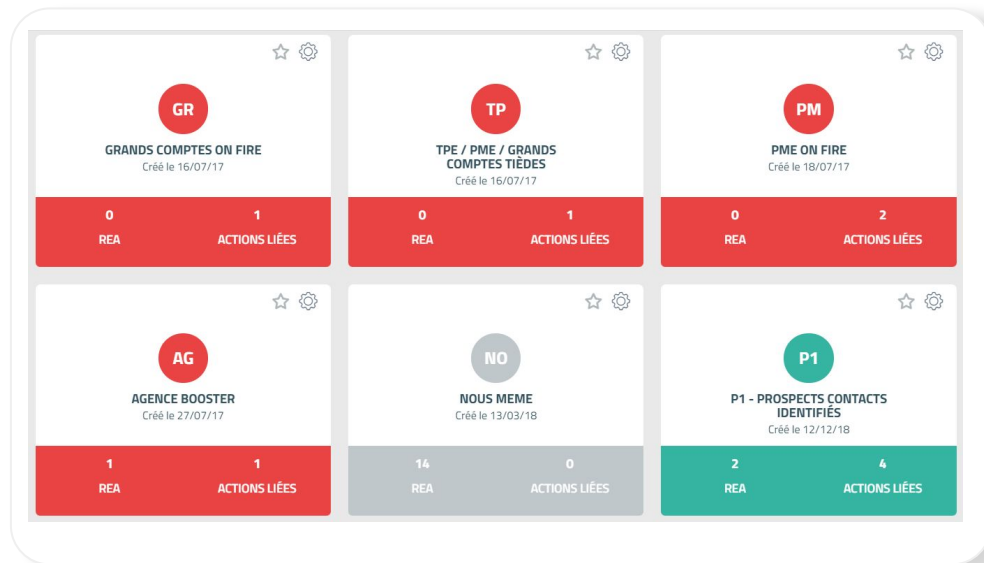 GR
GRANDS COMPTES ON FIRE
Créé le 16/07/17
0 1
REA ACTIONS LIÉES
TP
TPE / PME / GRANDS
COMPTES TIÈDES
Créé le 16/07/17
0 1
REA ACTIONS LIÉES
PM
PME ON FIRE
Créé le 18/07/17
0 2
REA ACTIONS LIÉES
AG
AGENCE BOOSTER
Créé le 27/07/17
1 1
REA ACTIONS LIÉES
NO
NOUS MEME
Créé le 13/03/18
14 0
REA ACTIONS LIÉES
P1
P1 - PROSPECTS CONTACTS
IDENTIFIÉS
Créé le 12/12/18
2 4
REA ACTIONS LIÉES